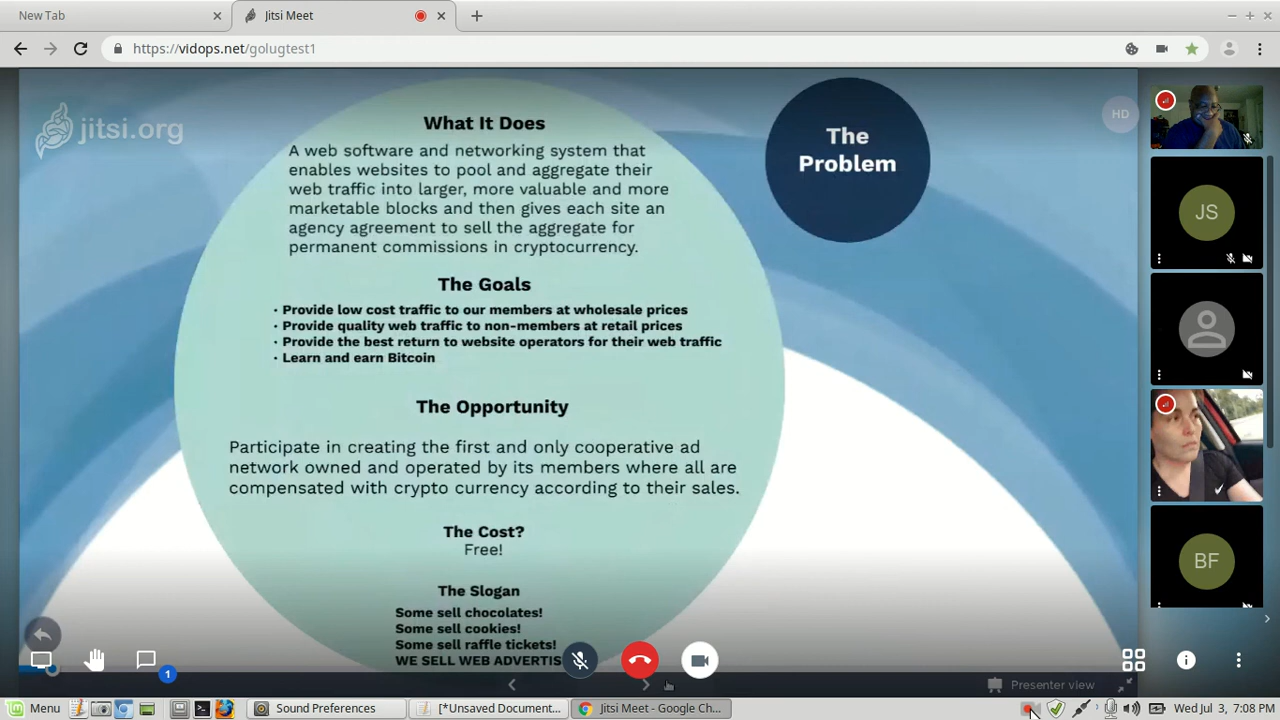 New Tab
Jitsi Meet
https://vidops.net/golugtest1
jitsi.org
HD
What It Does
A web software and networking system that
enables websites to pool and aggregate their
web traffic into larger, more valuable and more
marketable blocks and then gives each site an
agency agreement to sell the aggregate for
permanent commissions in cryptocurrency.
The Goals
· Provide low cost traffic to our members at wholesale prices
· Provide quality web traffic to non-members at retail prices
· Provide the best return to website operators for their web traffic
· Learn and earn Bitcoin
The Opportunity
Participate in creating the first and only cooperative ad
network owned and operated by its members where all are
compensated with crypto currency according to their sales.
The Cost?
Free!
The Slogan
Some sell chocolates!
Some sell cookies!
Some sell raffle tickets!
WE SELL WEB ADVERTIS
The
Problem
JS
BF
1
Presenter view
Menu
Sound Preferences
[*Unsaved Document...
Jitsi Meet - Google Ch...
Wed Jul 3, 7:08 PM